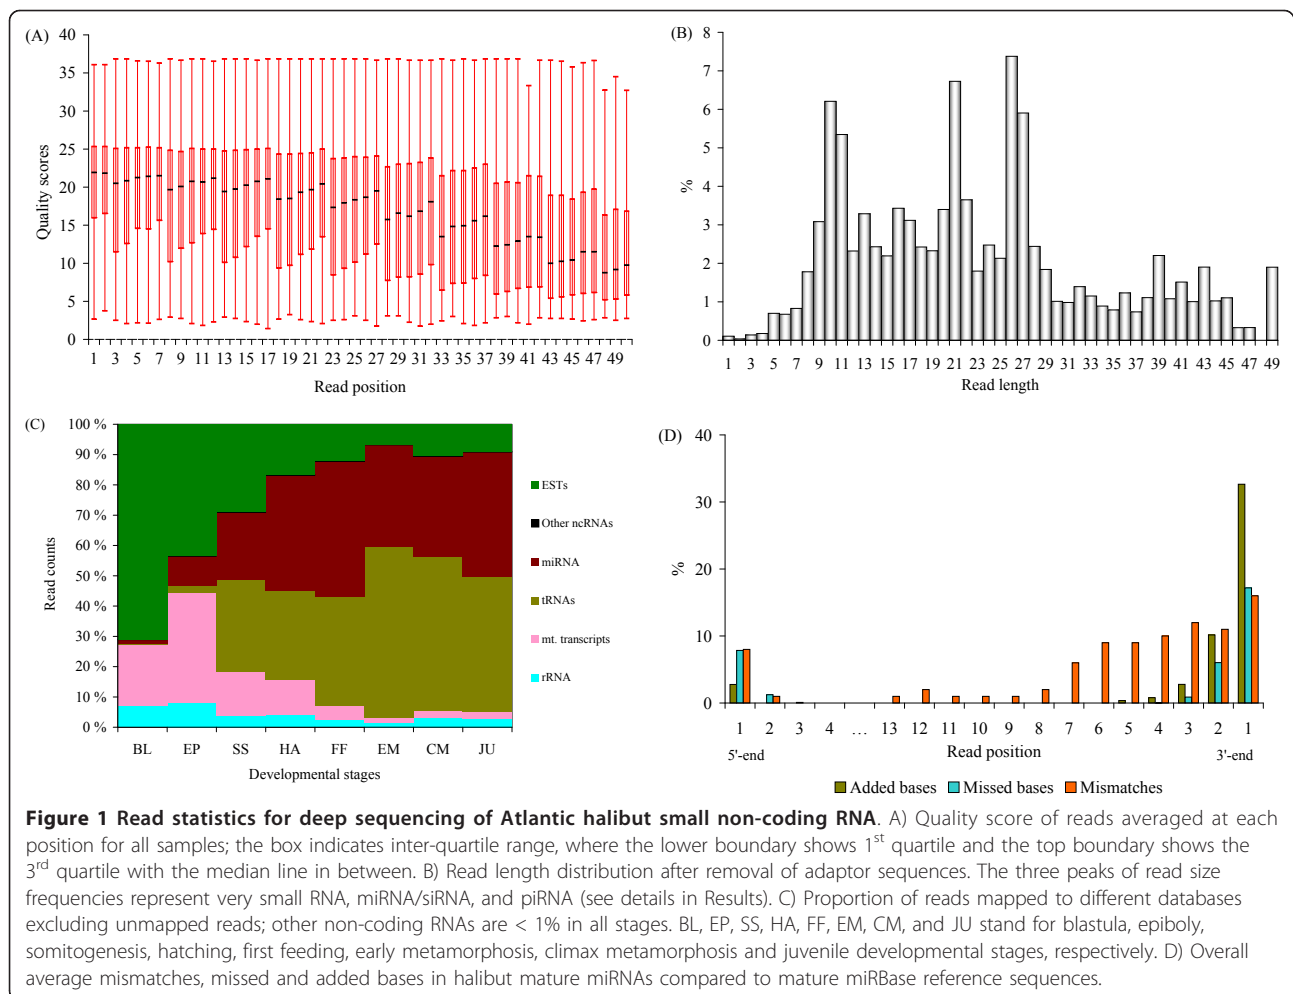 (A)
40
35
30
25
20
15
10
5
0
Quality scores
1 3 5 7 9 11 13 15 17 19 21 23 25 27 29 31 33 35 37 39 41 43 45 47 49
Read position
(B)
8
7
6
5
4
3
2
1
0
%
1 3 5 7 9 11 13 15 17 19 21 23 25 27 29 31 33 35 37 39 41 43 45 47 49
Read length
(C)
100 %
90 %
80 %
70 %
60 %
50 %
40 %
30 %
20 %
10 %
0 %
Read counts
BL EP SS HA FF EM CM JU
Developmental stages
ESTs
Other ncRNAs
miRNA
tRNAs
mt. transcripts
rRNA
(D)
40
30
20
10
0
%
1 2 3 4 ... 13 12 11 10 9 8 7 6 5 4 3 2 1
5'-end Read position 3'-end
Added bases Missed bases Mismatches
Figure 1 Read statistics for deep sequencing of Atlantic halibut small non-coding RNA. A) Quality score of reads averaged at each
position for all samples; the box indicates inter-quartile range, where the lower boundary shows 1st quartile and the top boundary shows the
3rd quartile with the median line in between. B) Read length distribution after removal of adaptor sequences. The three peaks of read size
frequencies represent very small RNA, miRNA/siRNA, and piRNA (see details in Results). C) Proportion of reads mapped to different databases
excluding unmapped reads; other non-coding RNAs are < 1% in all stages. BL, EP, SS, HA, FF, EM, CM, and JU stand for blastula, epiboly,
somitogenesis, hatching, first feeding, early metamorphosis, climax metamorphosis and juvenile developmental stages, respectively. D) Overall
average mismatches, missed and added bases in halibut mature miRNAs compared to mature miRBase reference sequences.